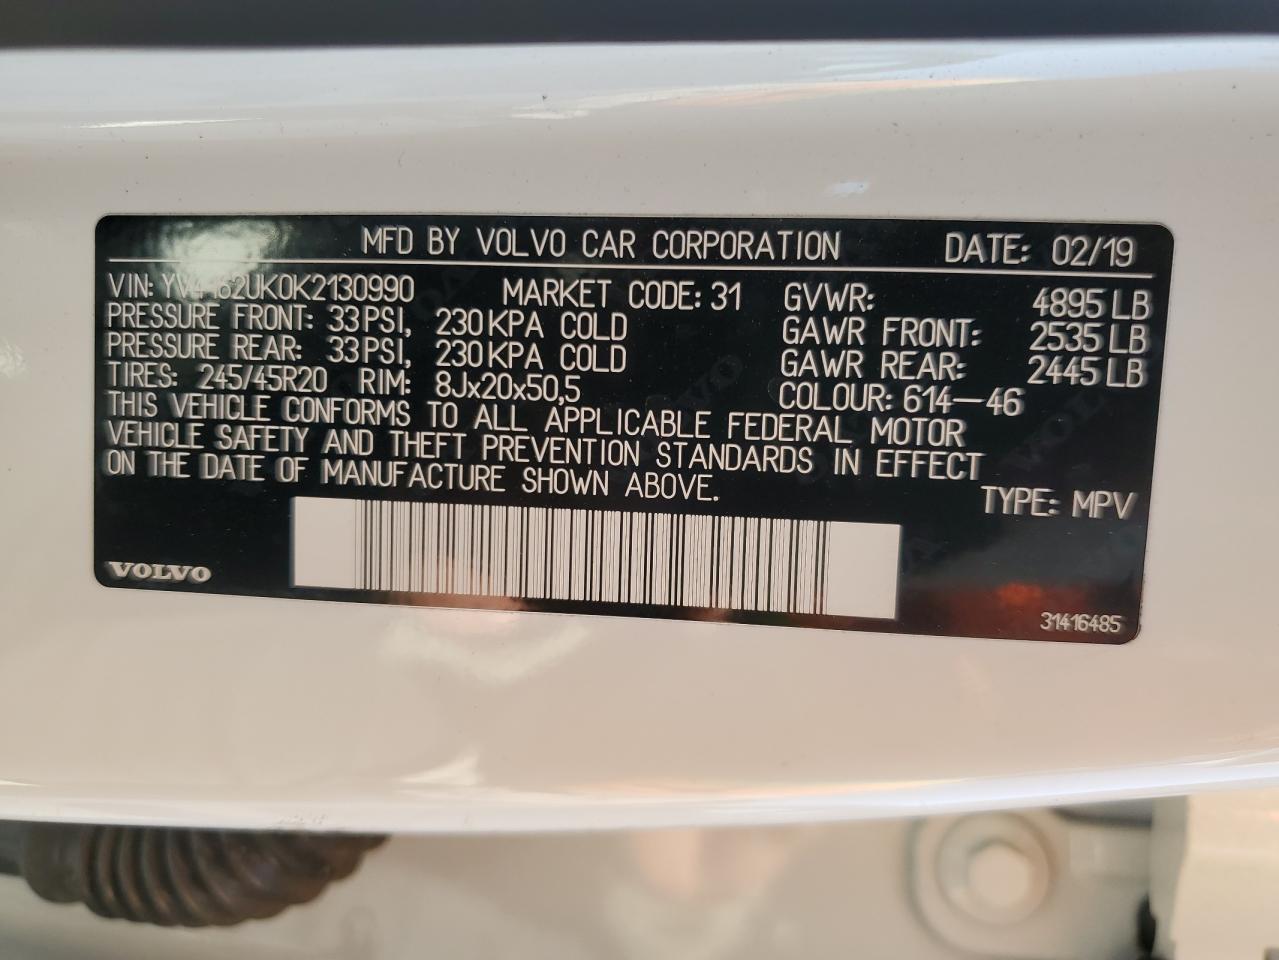 MFD BY VOLVO CAR CORPORATION DATE: 02/19
VIN: YV4162UK0K2130990 MARKET CODE: 31 GVWR: 4895 LB
PRESSURE FRONT: 33 PSI, 230 KPA COLD GAWR FRONT: 2535 LB
PRESSURE REAR: 33 PSI, 230 KPA COLD GAWR REAR: 2445 LB
TIRES: 245/45R20 RIM: 8Jx20x50,5 COLOUR: 614-46
THIS VEHICLE CONFORMS TO ALL APPLICABLE FEDERAL MOTOR
VEHICLE SAFETY AND THEFT PREVENTION STANDARDS IN EFFECT
ON THE DATE OF MANUFACTURE SHOWN ABOVE.
TYPE: MPV
VOLVO
31416485